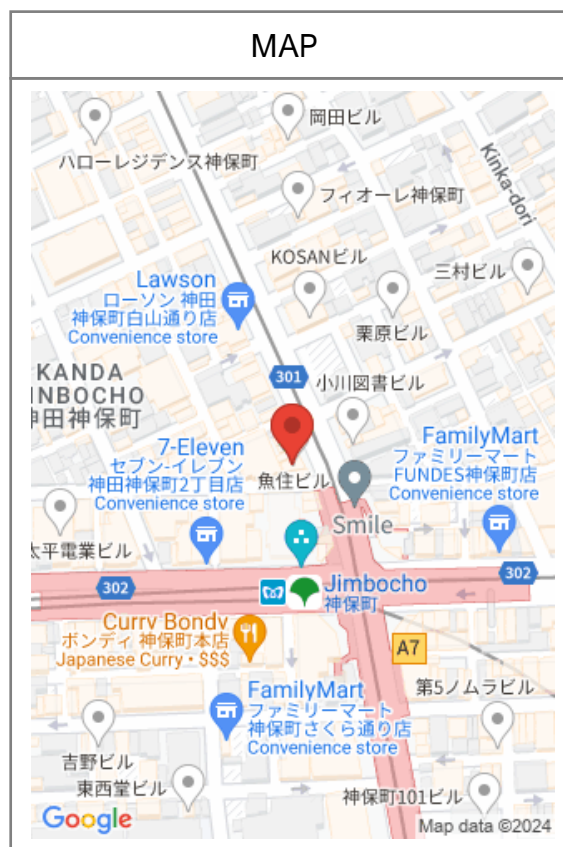 MAP
岡田ビル
ハローレジデンス神保町
フィオーレ神保町
Kinka-dori
KOSANビル
三村ビル
Lawson
ローソン 神田
神保町白山通り店
Convenience store
栗原ビル
KANDA
INBOCHO
神田神保町
301
小川図書ビル
7-Eleven
セブン-イレブン
神田神保町2丁目店
Convenience store
魚住ビル
FamilyMart
ファミリーマート
FUNDES神保町店
Convenience store
Smile
太平電業ビル
302
Jimbocho
神保町
302
Curry Bondy
ボンディ 神保町本店
Japanese Curry • $$$
A7
FamilyMart
ファミリーマート
神保町さくら通り店
Convenience store
第5ノムラビル
吉野ビル
東西堂ビル
神保町101ビル
Google
Map data ©2024